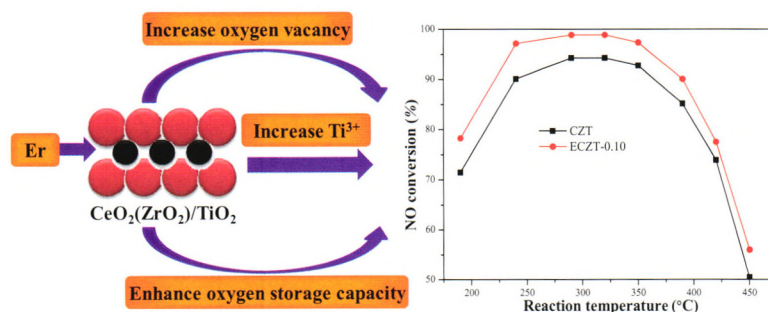 Increase oxygen vacancy
Er
Increase Ti³⁺
CeO₂(ZrO₂)/TiO₂
Enhance oxygen storage capacity
NO conversion (%)
100
90
80
70
60
50
CZT
ECZT-0.10
200 250 300 350 400 450
Reaction temperature (°C)